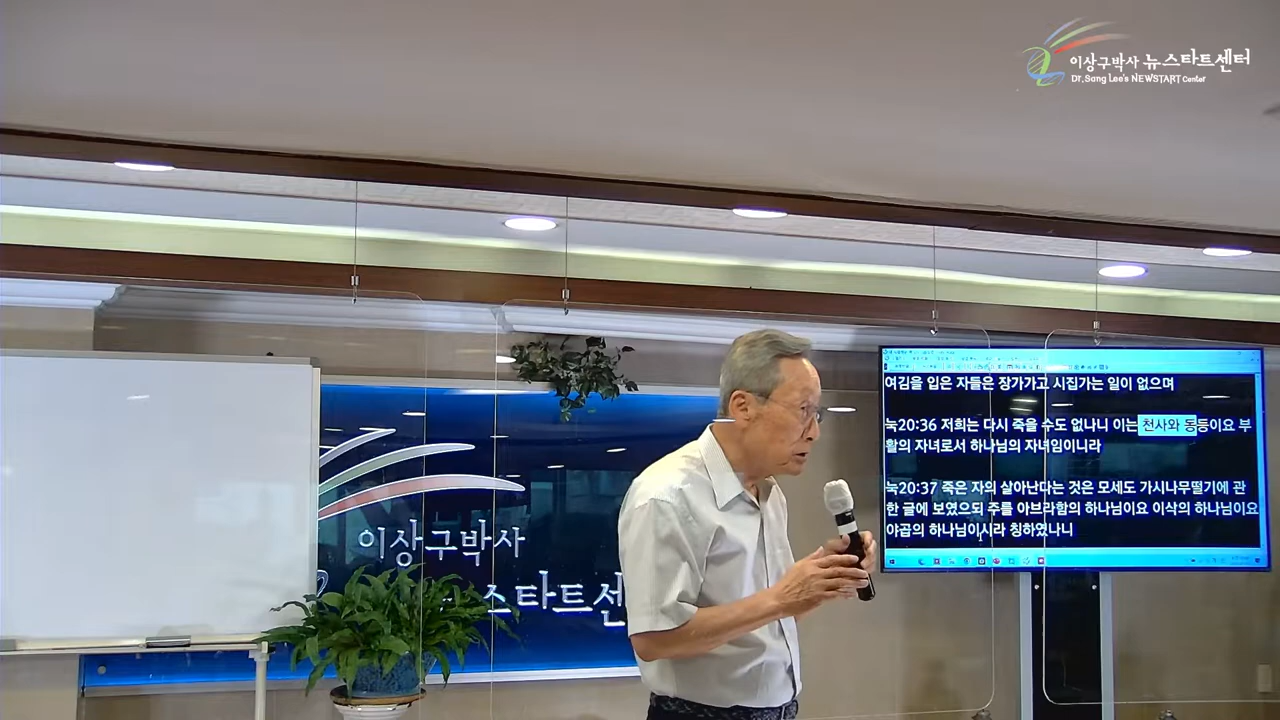 이상구박사 뉴스타트센터
Dr. Sang Lee's NEWSTART Center
여김을 입은 자들은 장가가고 시집가는 일이 없으며
눅20:36 저희는 다시 죽을 수도 없나니 이는 천사와 동등이요 부
활의 자녀로서 하나님의 자녀임이니라
눅20:37 죽은 자의 살아난다는 것은 모세도 가시나무떨기에 관
한 글에 보였으되 주를 아브라함의 하나님이요 이삭의 하나님이요
야곱의 하나님이시라 칭하였나니
이상구박사
스타트센